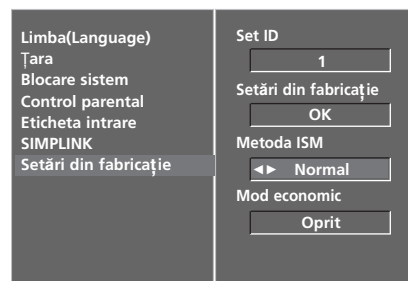 Limba(Language)
Țara
Blocare sistem
Control parental
Eticheta intrare
SIMPLINK
Setări din fabricație
Set ID
1
Setări din fabricație
OK
Metoda ISM
◄► Normal
Mod economic
Oprit